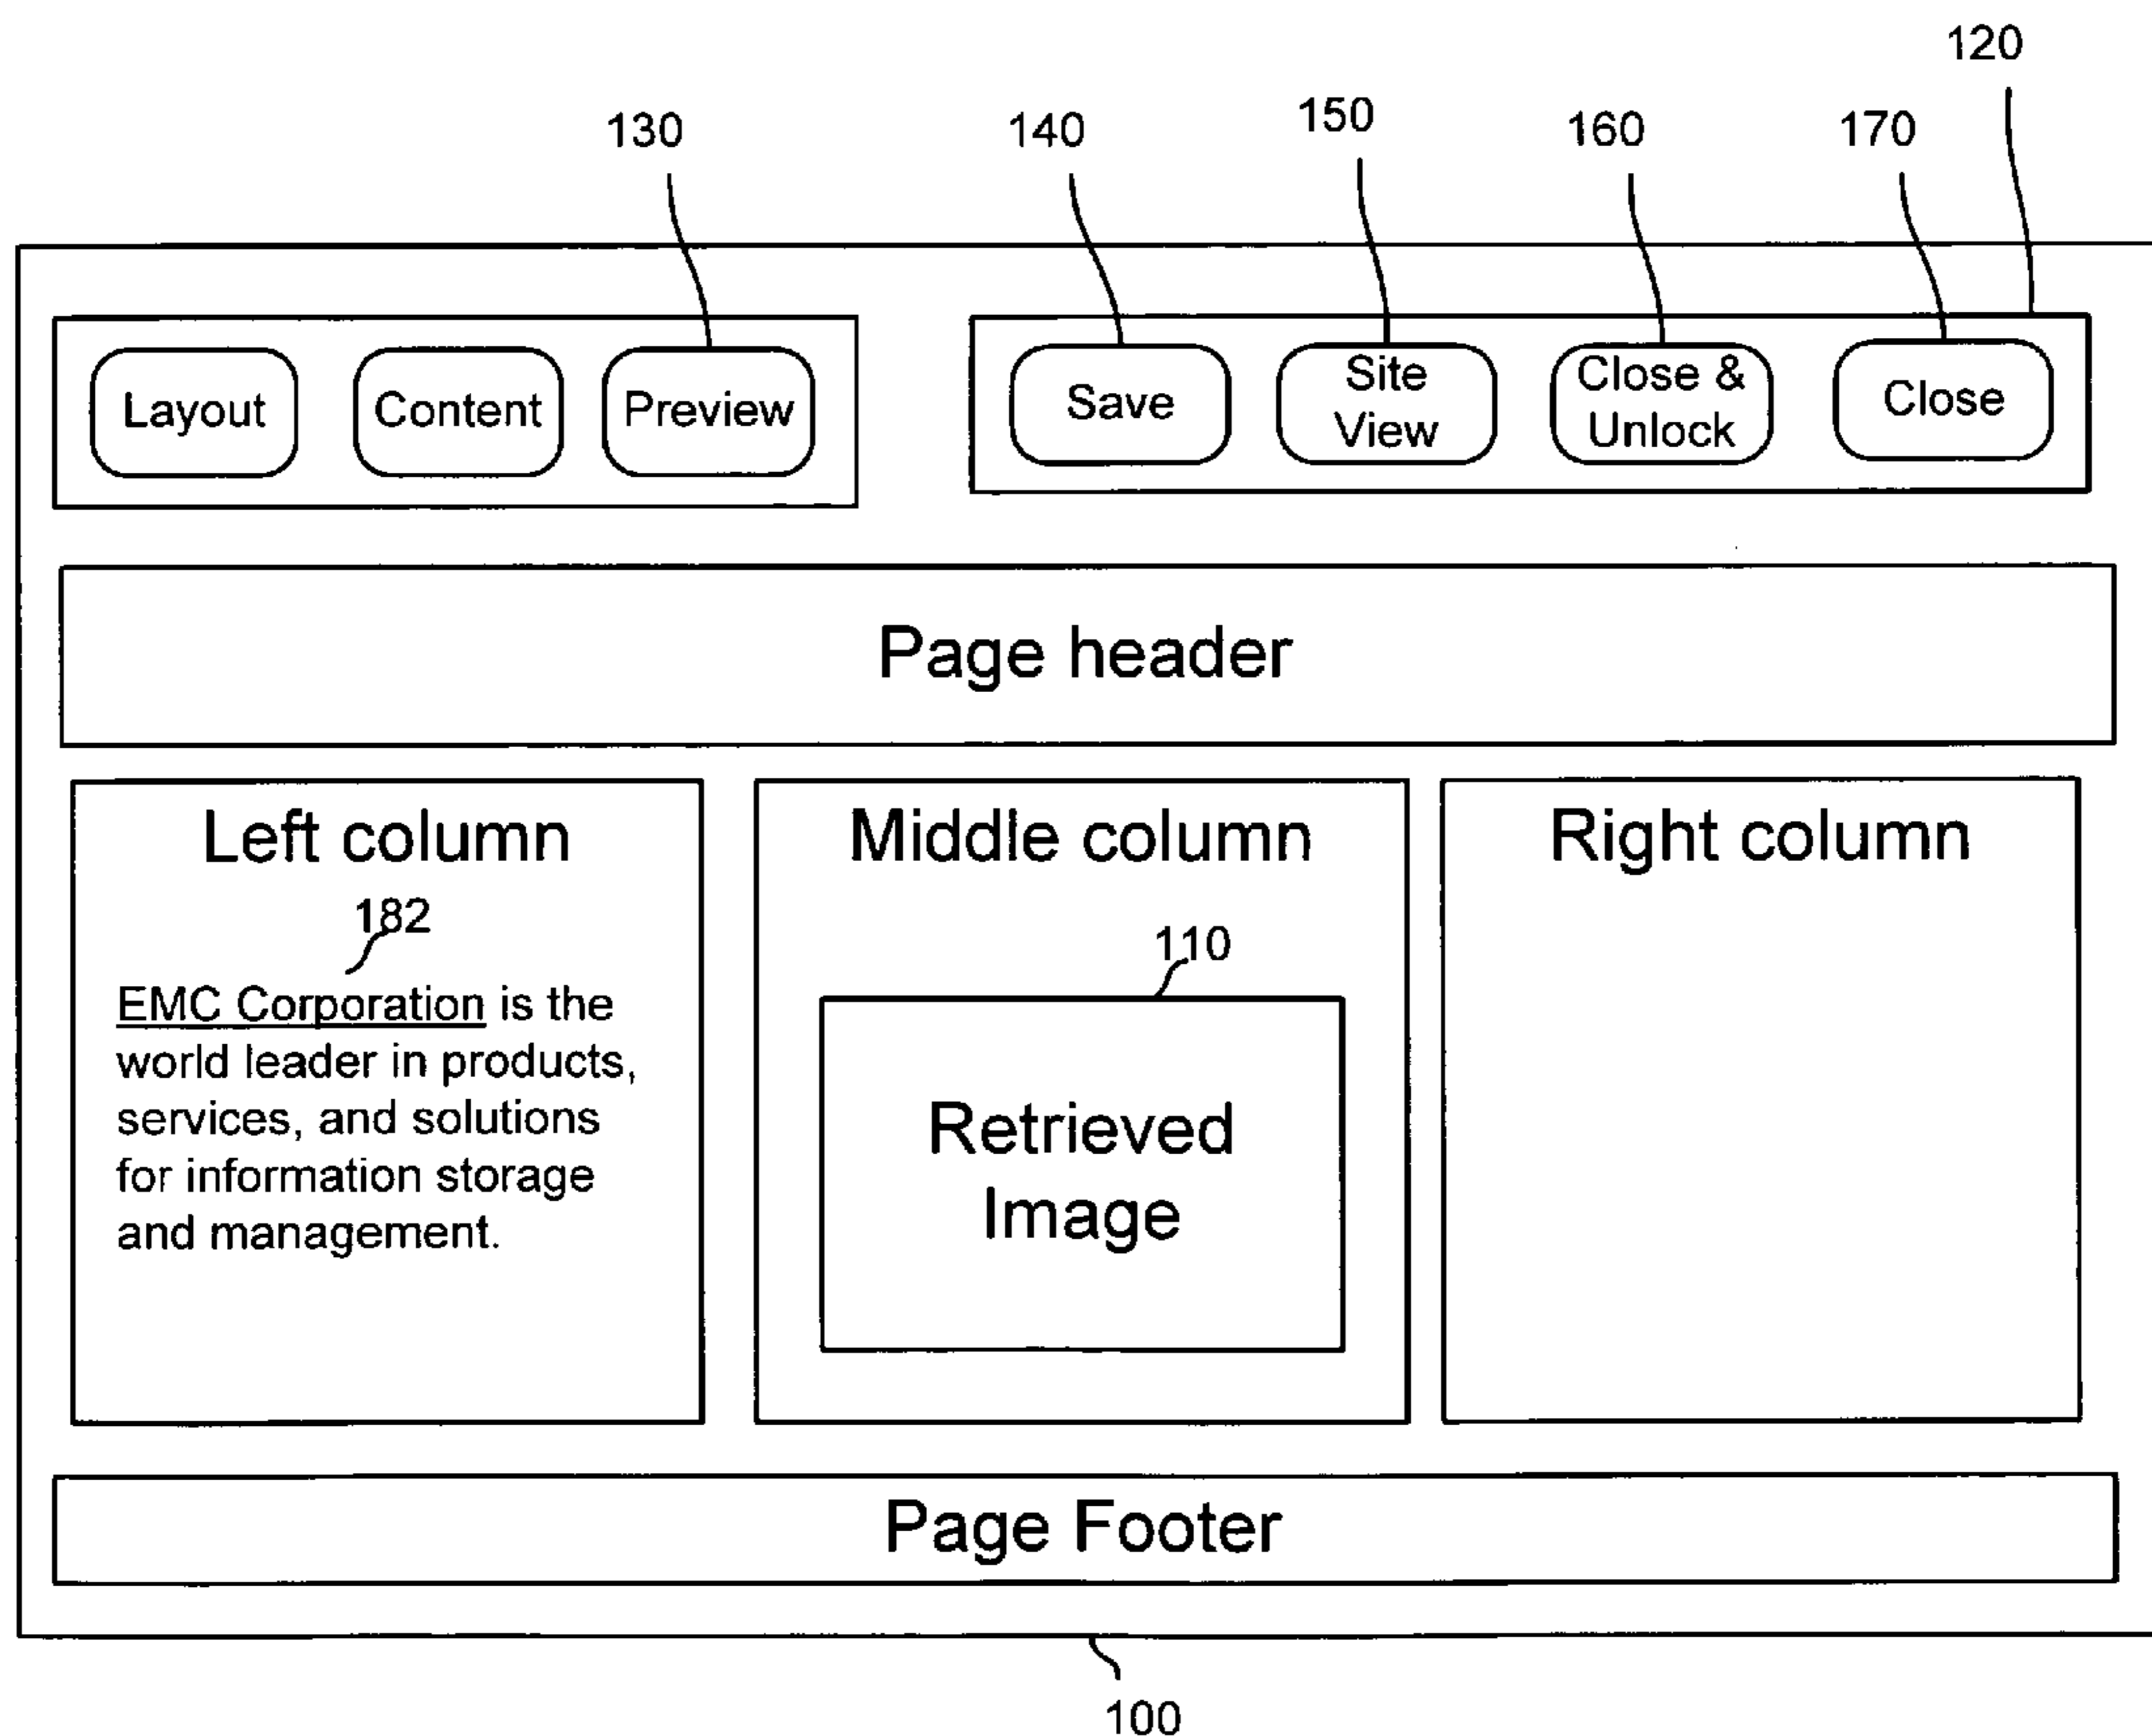 120
130
140
150
160
170
Layout
Content
Preview
Save
Site
View
Close &
Unlock
Close
Page header
Left column
182
EMC Corporation is the
world leader in products,
services, and solutions
for information storage
and management.
Middle column
110
Retrieved
Image
Right column
Page Footer
100